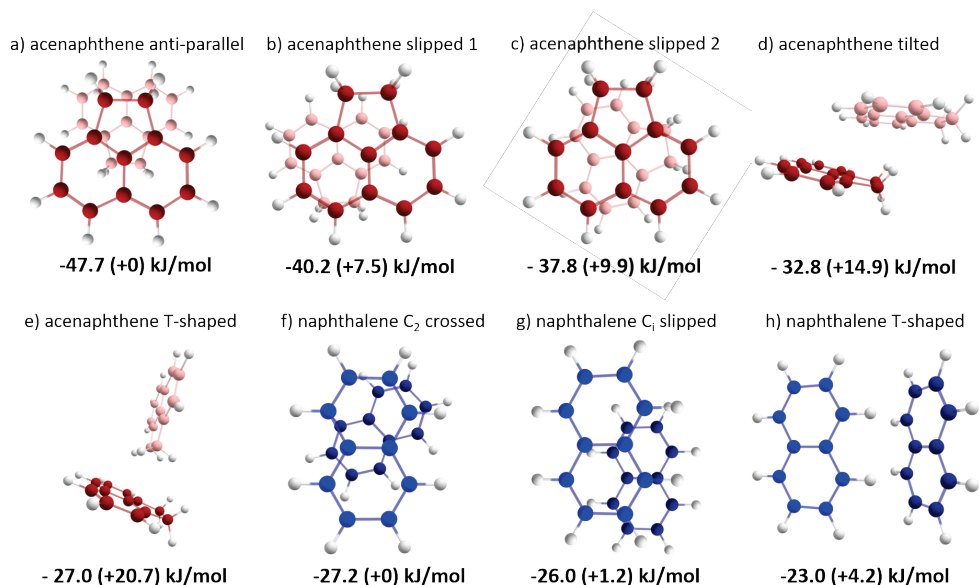 a) acenaphthene anti-parallel
b) acenaphthene slipped 1
c) acenaphthene slipped 2
d) acenaphthene tilted
-47.7 (+0) kJ/mol
-40.2 (+7.5) kJ/mol
- 37.8 (+9.9) kJ/mol
- 32.8 (+14.9) kJ/mol
e) acenaphthene T-shaped
f) naphthalene C₂ crossed
g) naphthalene Cᵢ slipped
h) naphthalene T-shaped
- 27.0 (+20.7) kJ/mol
-27.2 (+0) kJ/mol
-26.0 (+1.2) kJ/mol
-23.0 (+4.2) kJ/mol